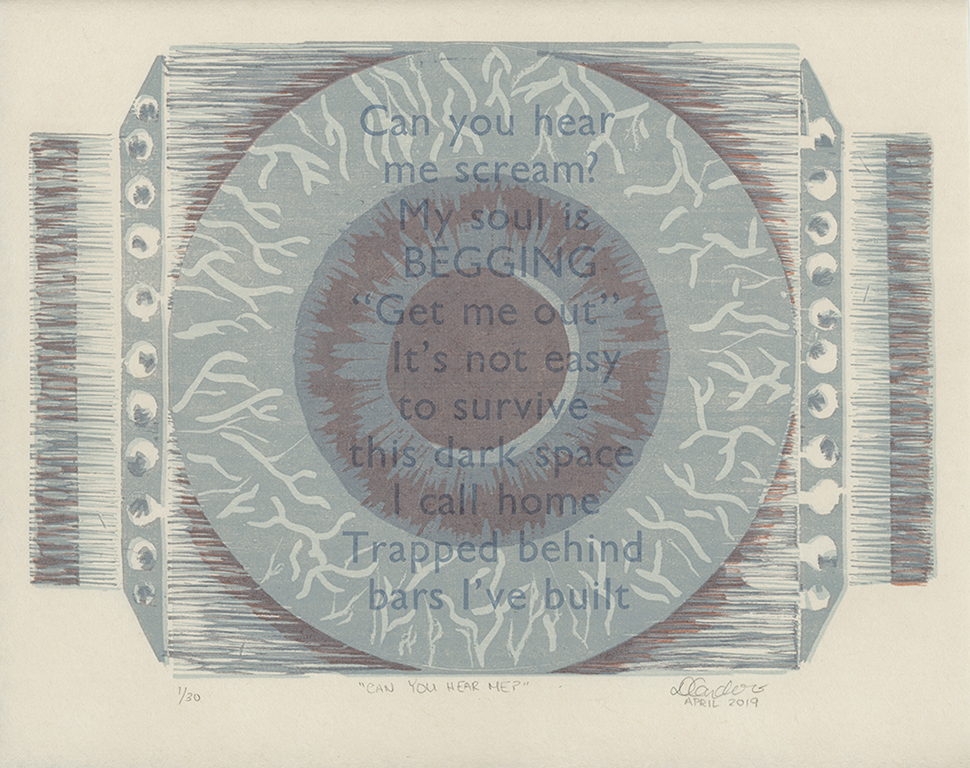 Can you hear
me scream?
My soul is
BEGGING
“Get me out”
It’s not easy
to survive
this dark space
I call home
Trapped behind
bars I’ve built
1/30 "CAN YOU HEAR ME?"
APRIL 2019